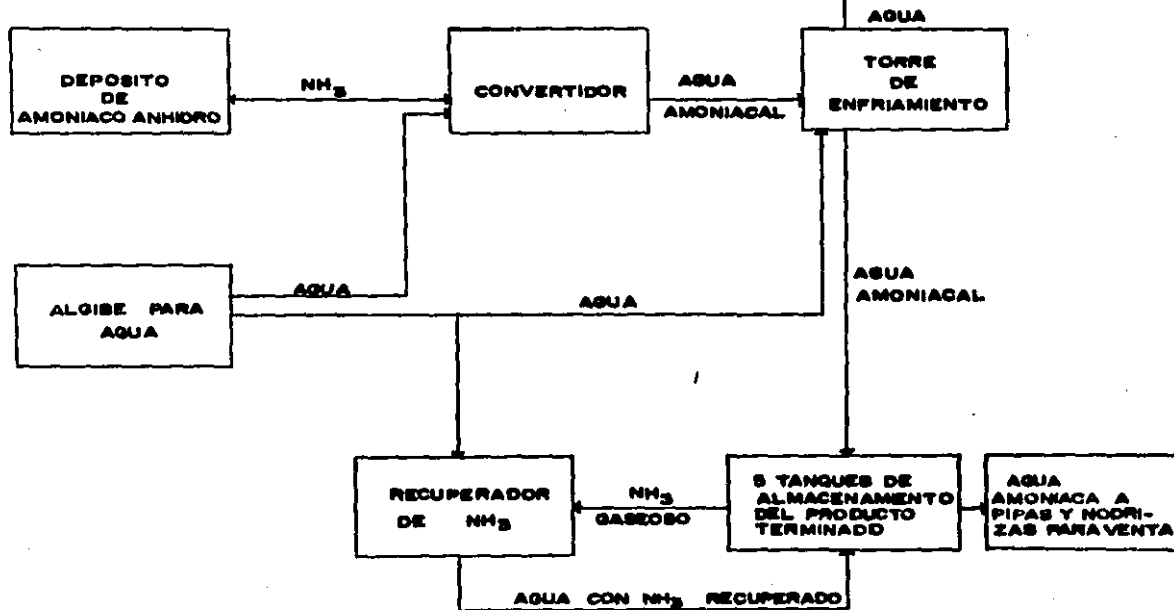 AGUA
DEPOSITO
DE
AMONIACO ANHIDRO
NH3
CONVERTIDOR
AGUA
AMONIACAL
TORRE
DE
ENFRIAMIENTO
ALGIBE PARA
AGUA
AGUA
AGUA
AGUA
AMONIACAL
RECUPERADOR
DE NH3
NH3
GASEOSO
5 TANQUES DE
ALMACENAMIENTO
DEL PRODUCTO
TERMINADO
AGUA
AMONIACA A
PIPAS Y NODRI-
ZAS PARA VENTA
AGUA CON NH3 RECUPERADO